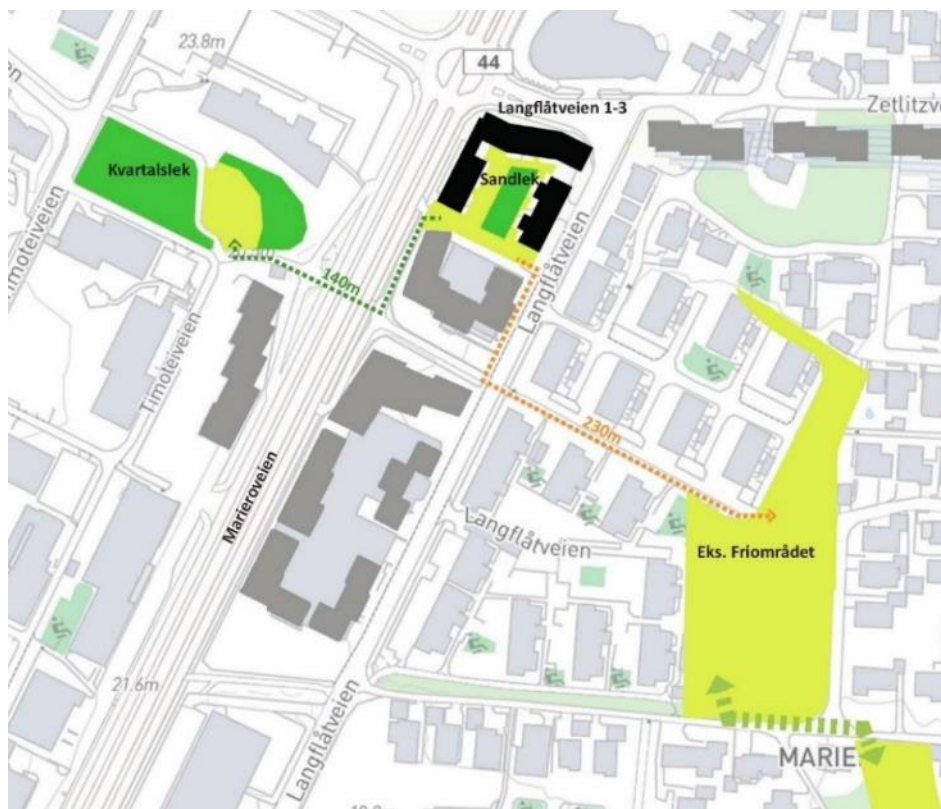 23.8m
44
Langflåtveien 1-3
Zetlitzv
Kvartalslek
Sandlek
140m
Timoteiveien
Timoteiveien
Langflåtveien
230m
Marieroveien
Langflåtveien
Eks. Friområdet
21.6m
Langflåtveien
MARIE